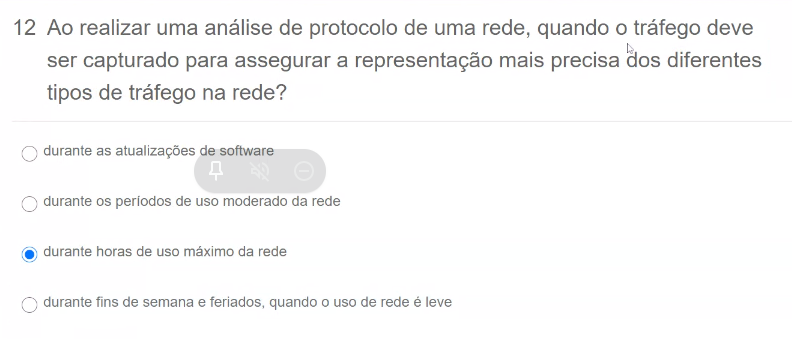 12 Ao realizar uma análise de protocolo de uma rede, quando o tráfego deve
ser capturado para assegurar a representação mais precisa dos diferentes
tipos de tráfego na rede?
durante as atualizações de software
durante os períodos de uso moderado da rede
durante horas de uso máximo da rede
durante fins de semana e feriados, quando o uso de rede é leve